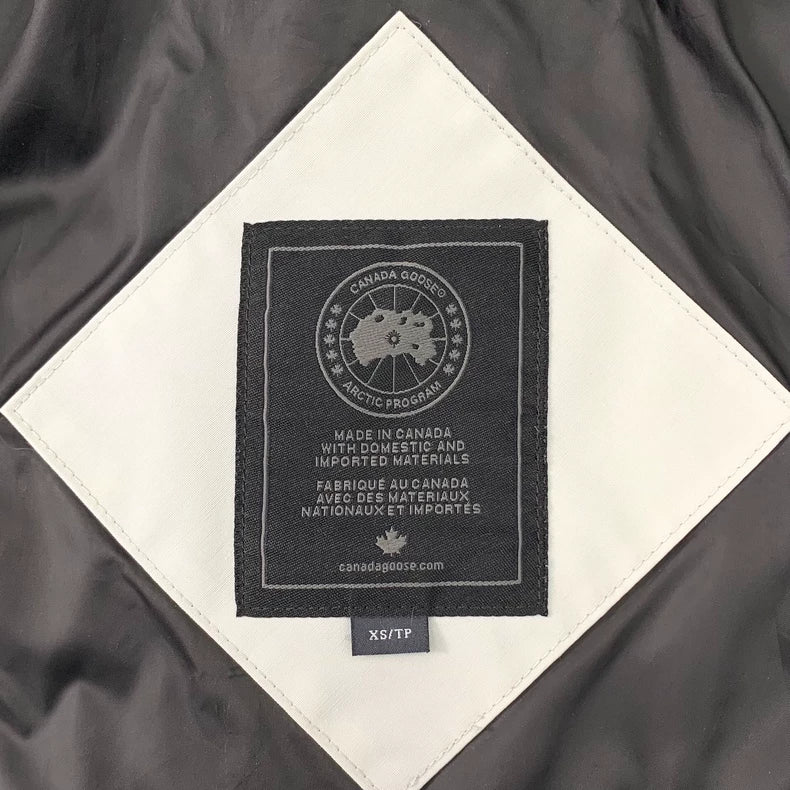 CANADA GOOSE®
ARCTIC PROGRAM
MADE IN CANADA
WITH DOMESTIC AND
IMPORTED MATERIALS
FABRIQUÉ AU CANADA
AVEC DES MATERIAUX
NATIONAUX ET IMPORTÉS
canadagoose.com
XS/TP